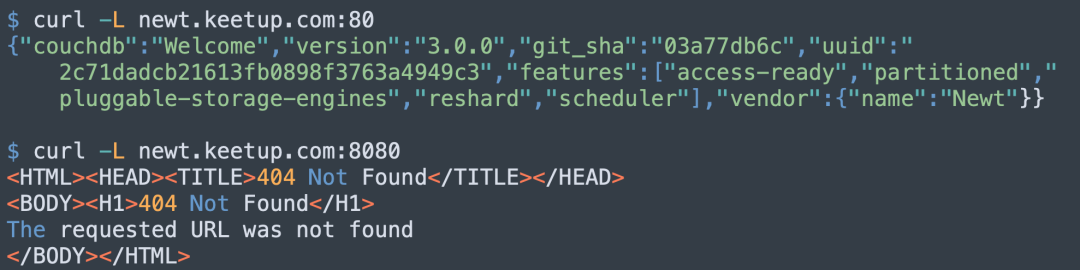 $ curl -L newt.keetup.com:80
{"couchdb":"Welcome","version":"3.0.0","git_sha":"03a77db6c","uuid":"
2c71dadcb21613fb0898f3763a4949c3","features":["access-ready","partitioned","
pluggable-storage-engines","reshard","scheduler"],"vendor":{"name":"Newt"}}
$ curl -L newt.keetup.com:8080
<HTML><HEAD><TITLE>404 Not Found</TITLE></HEAD>
<BODY><H1>404 Not Found</H1>
The requested URL was not found
</BODY></HTML>